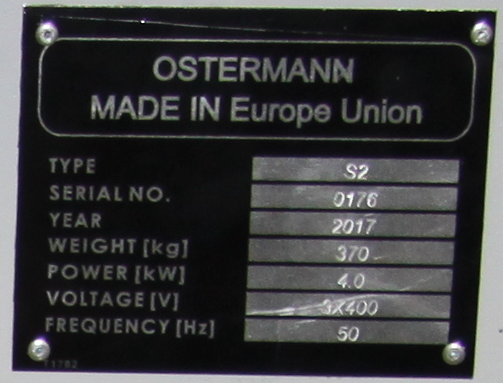 OSTERMANN
MADE IN Europe Union
TYPE S2
SERIAL NO. 0176
YEAR 2017
WEIGHT [kg] 370
POWER [kW] 4.0
VOLTAGE [V] 3X400
FREQUENCY [Hz] 50